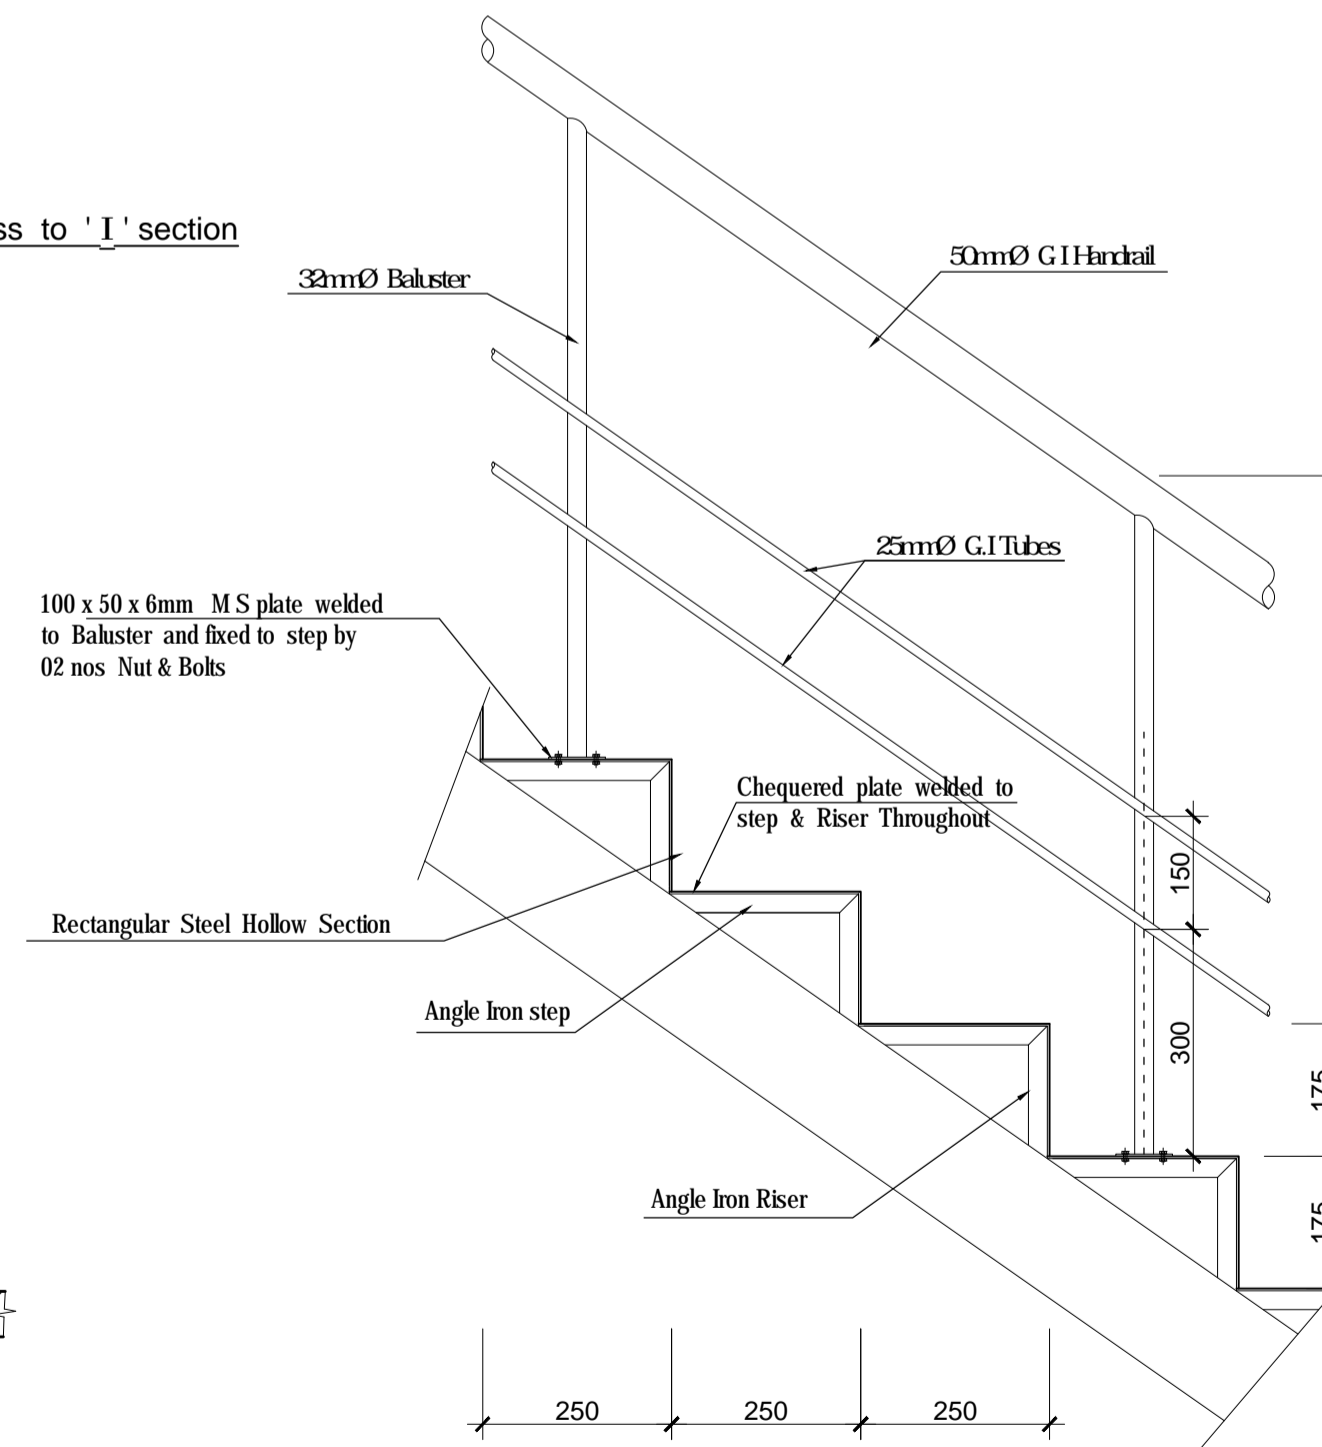 ss to ' I ' section
50mmØ G I Handrail
32mmØ Baluster
25mmØ G.I Tubes
100 x 50 x 6mm M S plate welded
to Baluster and fixed to step by
02 nos Nut & Bolts
Chequered plate welded to
step & Riser Throughout
150
Rectangular Steel Hollow Section
Angle Iron step
300
175
Angle Iron Riser
175
250
250
250